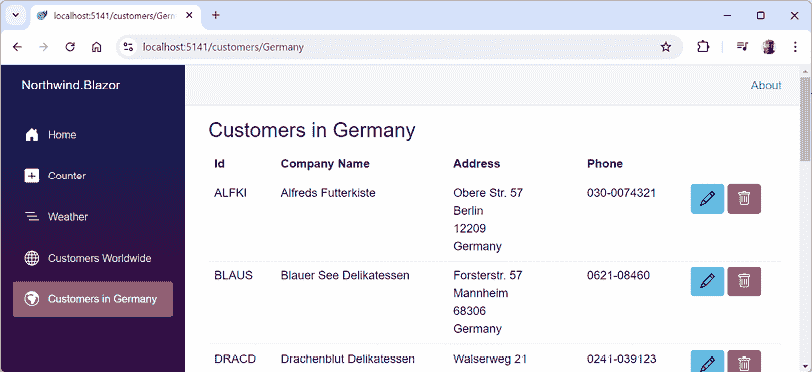 localhost:5141/customers/Germ
localhost:5141/customers/Germany
Northwind.Blazor
About
Home
Counter
Weather
Customers Worldwide
Customers in Germany
Customers in Germany
Id Company Name Address Phone
ALFKI Alfreds Futterkiste Obere Str. 57 030-0074321
Berlin
12209
Germany
BLAUS Blauer See Delikatessen Forsterstr. 57 0621-08460
Mannheim
68306
Germany
DRACD Drachenblut Delikatessen Walserweg 21 0241-039123